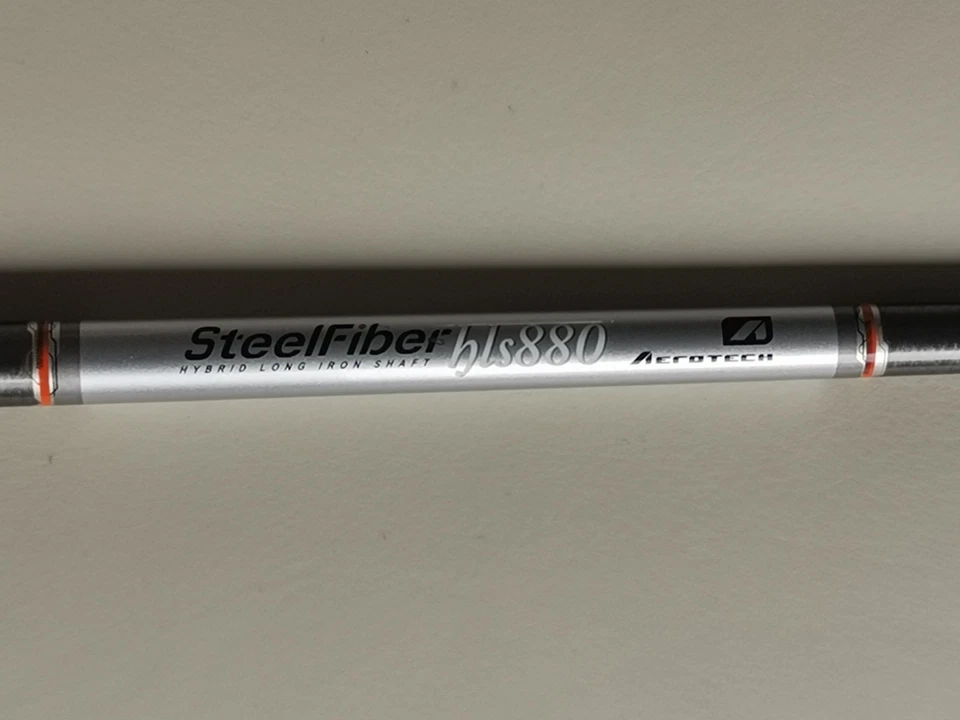 SteelFiber hls880
HYBRID LONG IRON SHAFT
AEROTECH